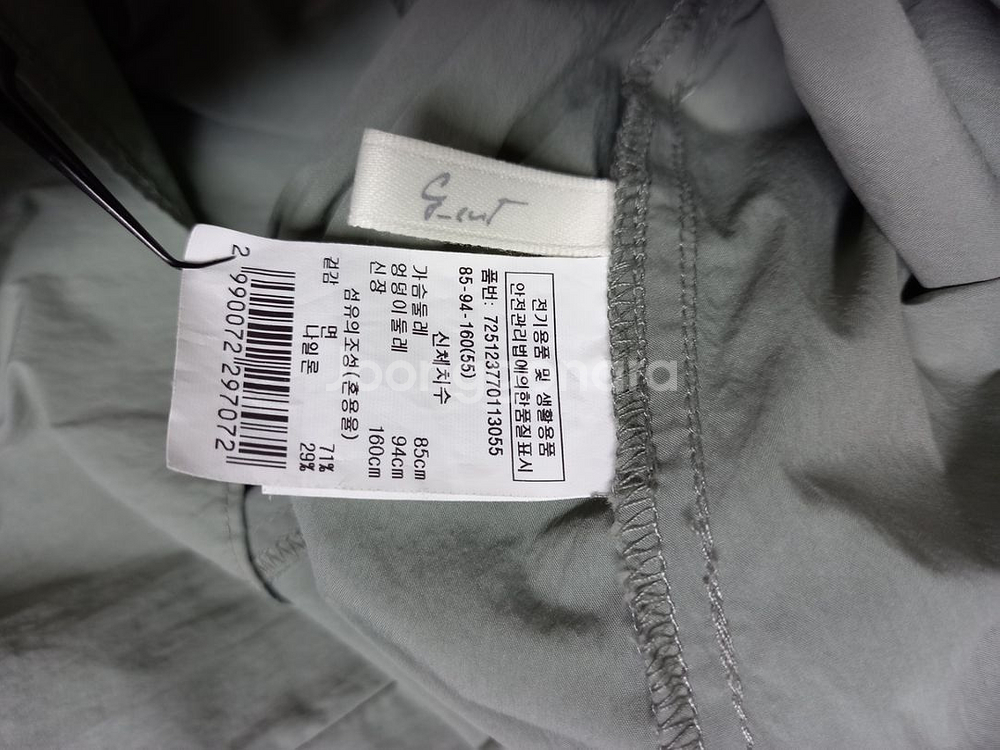 G_cut
전기용품 및 생활용품
안전관리법에의한품질표시
품번: 725123770113055
85-94-160(55)
신체치수
가슴둘레 85cm
엉덩이둘레 94cm
신장 160cm
섬유의조성(혼용율)
겉감 면 71%
나일론 29%
2 990072 297072
joongonara